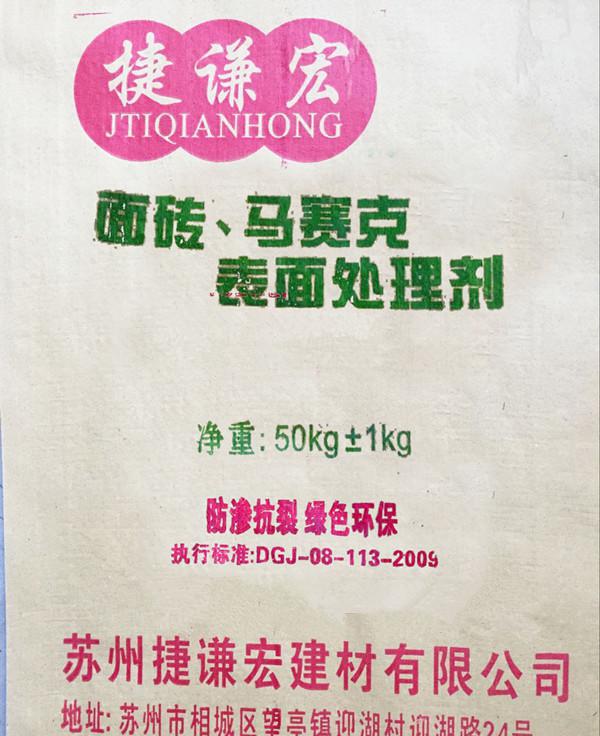 捷谦宏
JTIQIANHONG
面砖、马赛克
表面处理剂
净重:50kg±1kg
防渗抗裂 绿色环保
执行标准:DGJ-08-113-2009
苏州捷谦宏建材有限公司
地址:苏州市相城区望亭镇迎湖村迎湖路24号